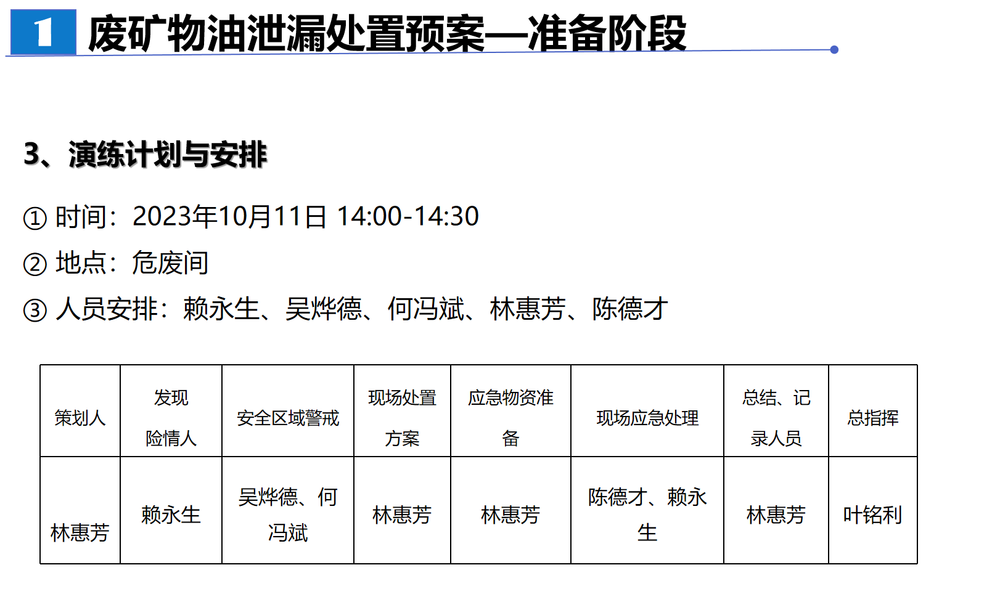 1
废矿物油泄漏处置预案—准备阶段
3、演练计划与安排
① 时间：2023年10月11日 14:00-14:30
② 地点：危废间
③ 人员安排：赖永生、吴烨德、何冯斌、林惠芳、陈德才
策划人
发现
险情人
安全区域警戒
现场处置
方案
应急物资准
备
现场应急处理
总结、记
录人员
总指挥
林惠芳
赖永生
吴烨德、何
冯斌
林惠芳
林惠芳
陈德才、赖永
生
林惠芳
叶铭利